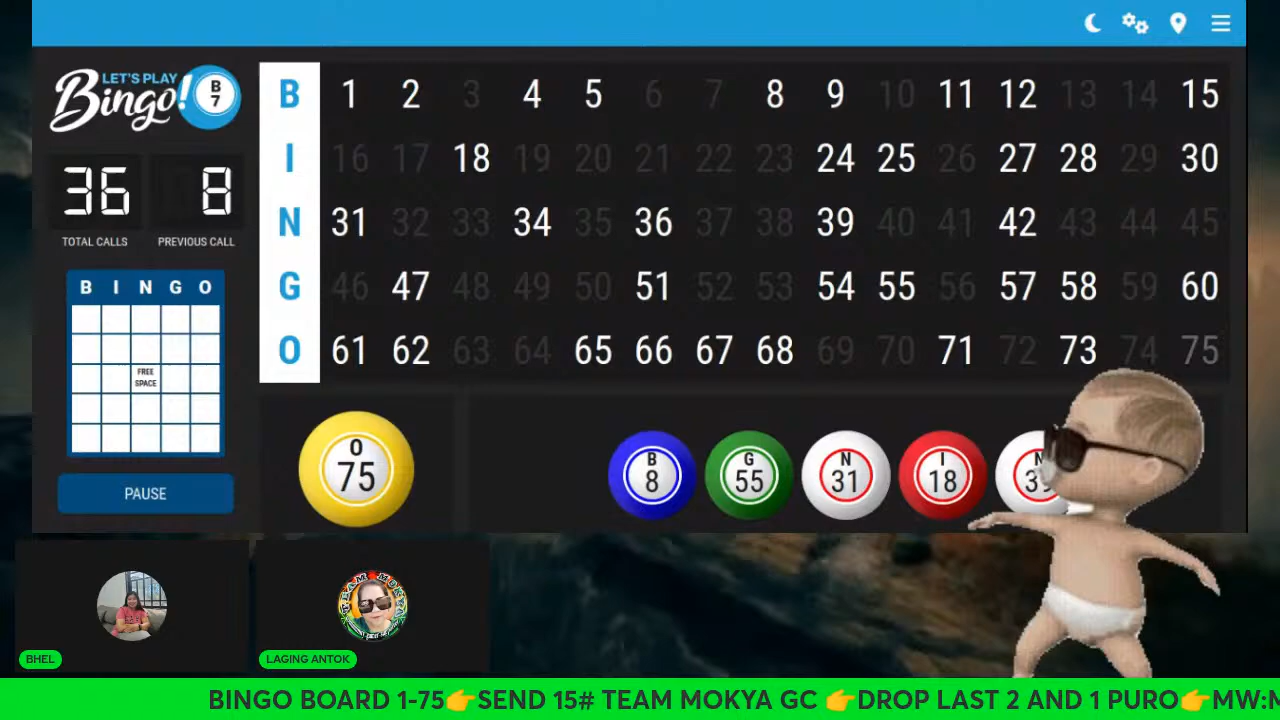 LET'S PLAY
Bingo!
B
7
36
8
TOTAL CALLS
PREVIOUS CALL
B I N G O
FREE
SPACE
PAUSE
B 1 2 3 4 5 6 7 8 9 10 11 12 13 14 15
I 16 17 18 19 20 21 22 23 24 25 26 27 28 29 30
N 31 32 33 34 35 36 37 38 39 40 41 42 43 44 45
G 46 47 48 49 50 51 52 53 54 55 56 57 58 59 60
O 61 62 63 64 65 66 67 68 69 70 71 72 73 74 75
O
75
B
8
G
55
N
31
I
18
N
39
BHEL
LAGING ANTOK
BINGO BOARD 1-75👉SEND 15# TEAM MOKYA GC 👉DROP LAST 2 AND 1 PURO👉MW: